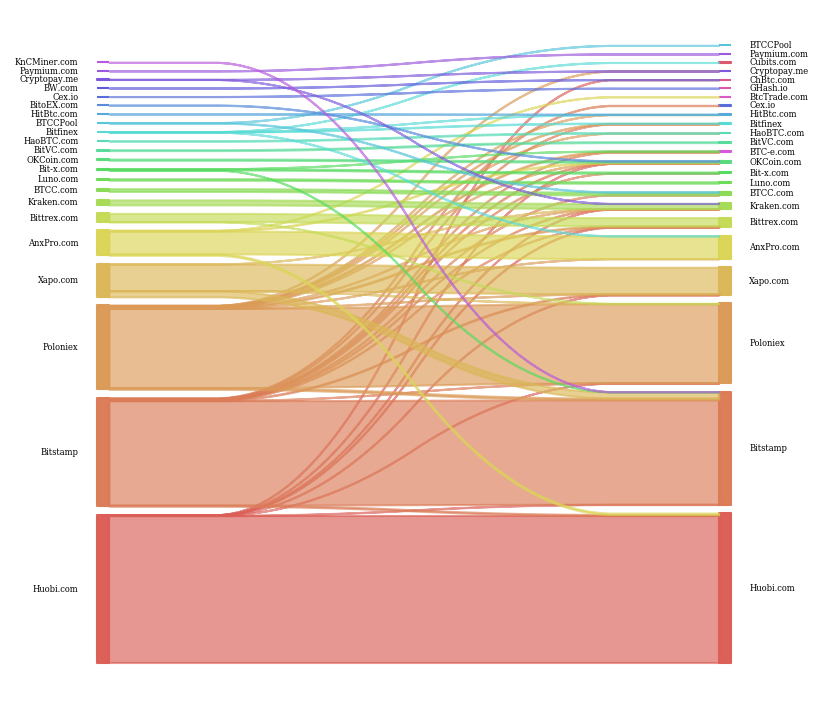 KnCMiner.com
Paymium.com
Cryptopay.me
BW.com
Cex.io
BitoEX.com
HitBtc.com
BTCCPool
Bitfinex
HaoBTC.com
BitVC.com
OKCoin.com
Bit-x.com
Luno.com
BTCC.com
Kraken.com
Bittrex.com
AnxPro.com
Xapo.com
Poloniex
Bitstamp
Huobi.com
BTCCPool
Paymium.com
Cubits.com
Cryptopay.me
ChBtc.com
GHash.io
BtcTrade.com
Cex.io
HitBtc.com
Bitfinex
HaoBTC.com
BitVC.com
BTC-e.com
OKCoin.com
Bit-x.com
Luno.com
BTCC.com
Kraken.com
Bittrex.com
AnxPro.com
Xapo.com
Poloniex
Bitstamp
Huobi.com